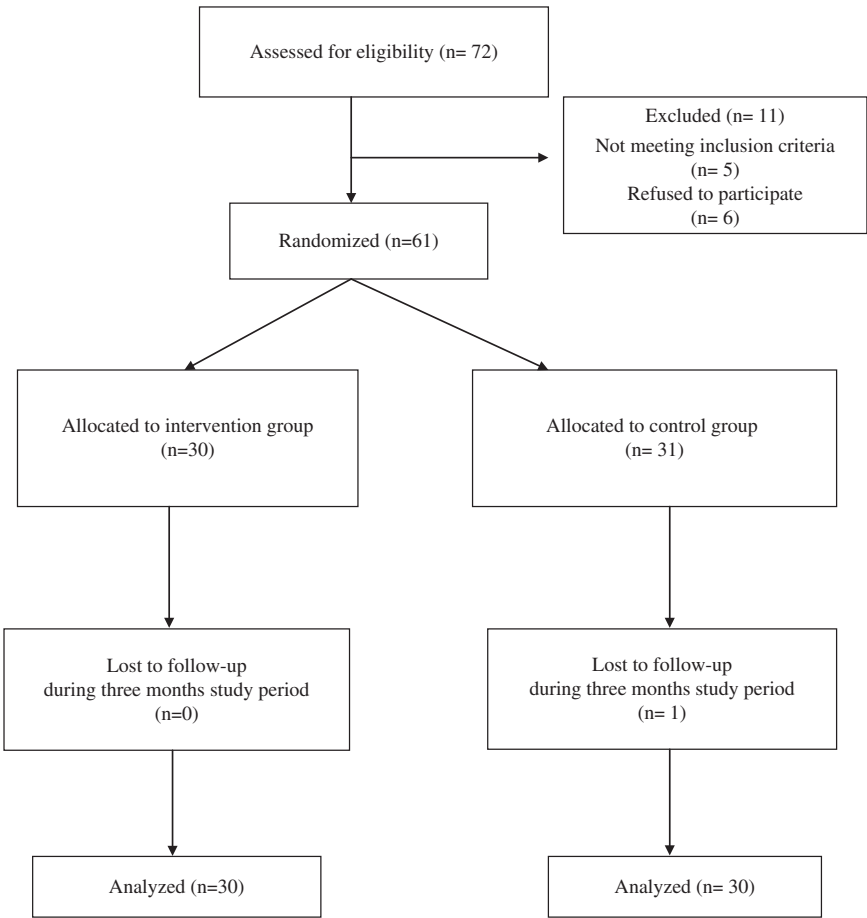 Assessed for eligibility (n= 72)
Excluded (n= 11)
Not meeting inclusion criteria
(n= 5)
Refused to participate
(n= 6)
Randomized (n=61)
Allocated to intervention group
(n=30)
Allocated to control group
(n= 31)
Lost to follow-up
during three months study period
(n=0)
Lost to follow-up
during three months study period
(n= 1)
Analyzed (n=30)
Analyzed (n= 30)